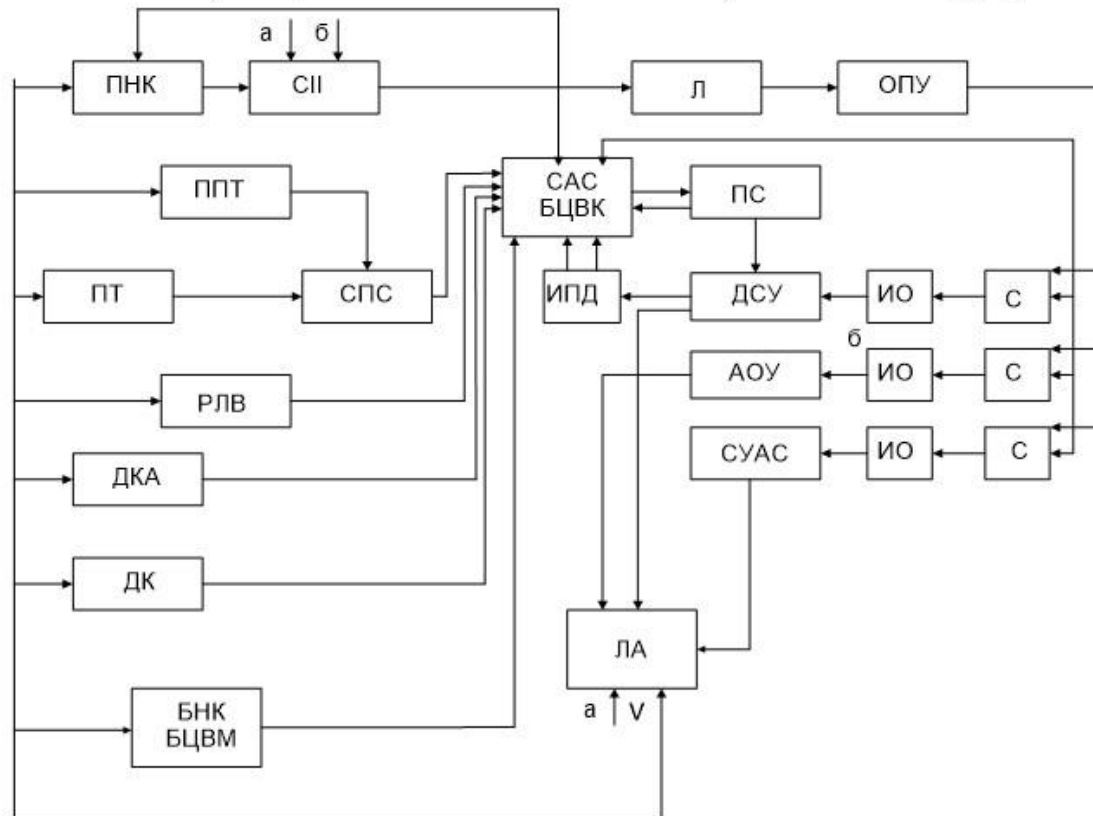 а б
ПНК
СІІ
Л
ОПУ
ППТ
САС
БЦВК
ПС
ПТ
СПС
ИПД
ДСУ
ИО
С
б
РЛВ
АОУ
ИО
С
ДКА
СУАС
ИО
С
ДК
ЛА
БНК
БЦВМ
а V